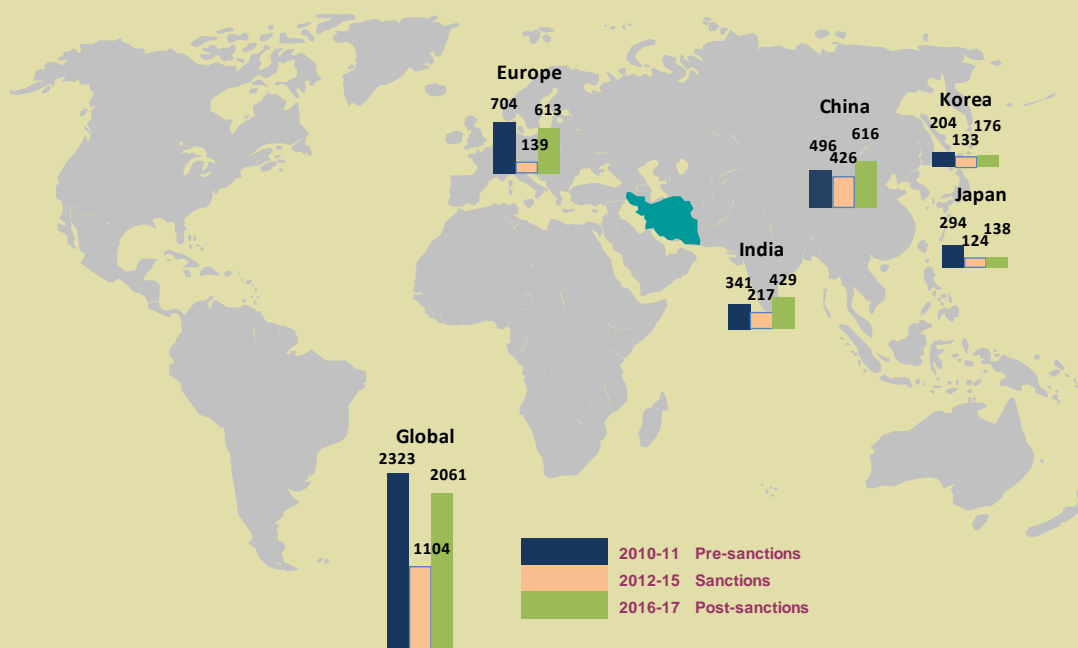 Europe
704
613
139
China
616
496
426
Korea
204
176
133
Japan
294
138
124
India
341
429
217
Global
2323
2061
1104
2010-11 Pre-sanctions
2012-15 Sanctions
2016-17 Post-sanctions